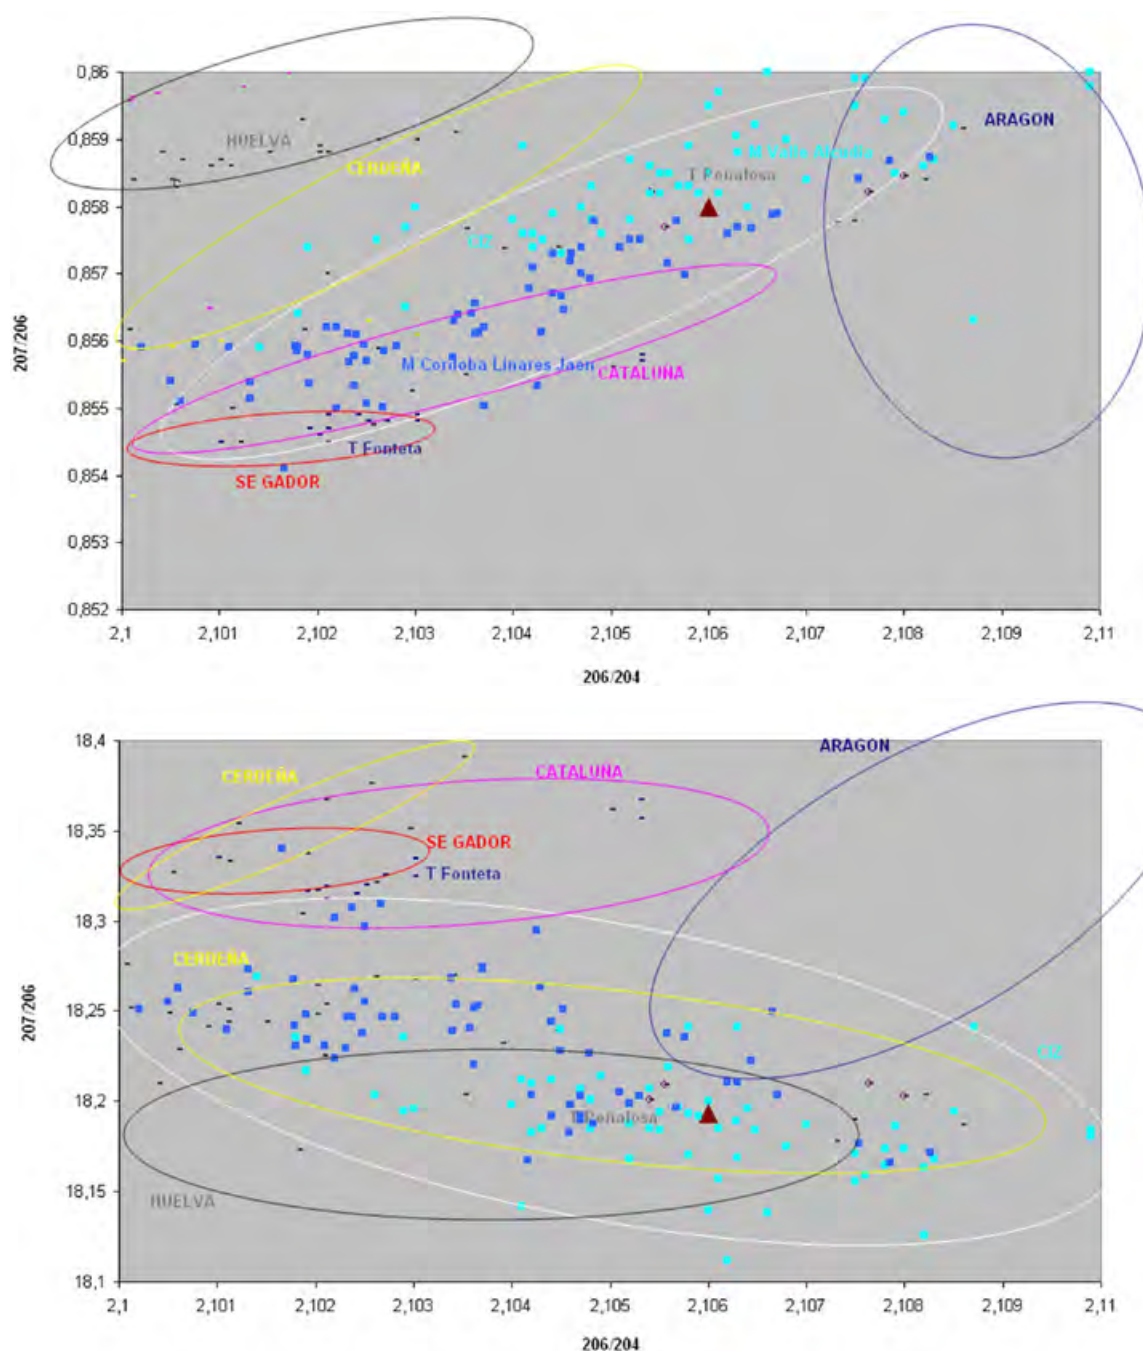 0,86
0,859
0,858
0,857
0,856
0,855
0,854
0,853
0,852
207/206
HUELVA
CERDEÑA
ARAGON
M Valle Alcudia
T Peñalosa
CIZ
M Cordoba Linares Jaen
CATALUÑA
T Fonteta
SE GADOR
2,1 2,101 2,102 2,103 2,104 2,105 2,106 2,107 2,108 2,109 2,11
206/204
18,4
18,35
18,3
18,25
18,2
18,15
18,1
207/206
ARAGON
CERDEÑA
CATALUÑA
SE GADOR
T Fonteta
CERDEÑA
CIZ
T Peñalosa
HUELVA
2,1 2,101 2,102 2,103 2,104 2,105 2,106 2,107 2,108 2,109 2,11
206/204